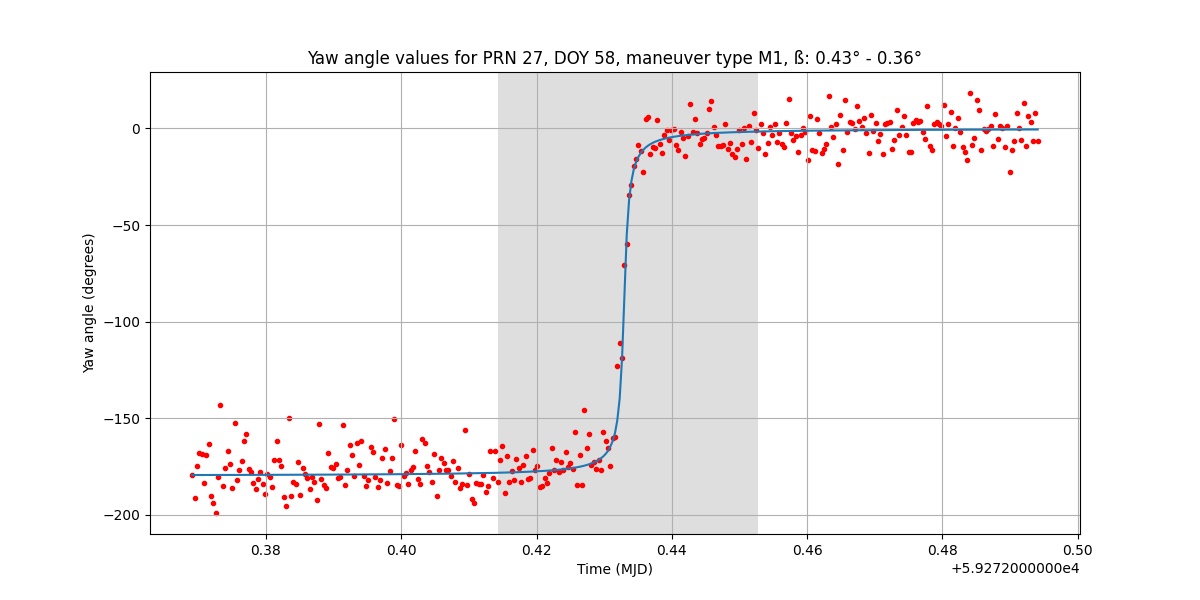 Yaw angle values for PRN 27, DOY 58, maneuver type M1, ß: 0.43° - 0.36°
Yaw angle (degrees)
0
−50
−100
−150
−200
0.38 0.40 0.42 0.44 0.46 0.48 0.50
Time (MJD)
+5.9272000000e4